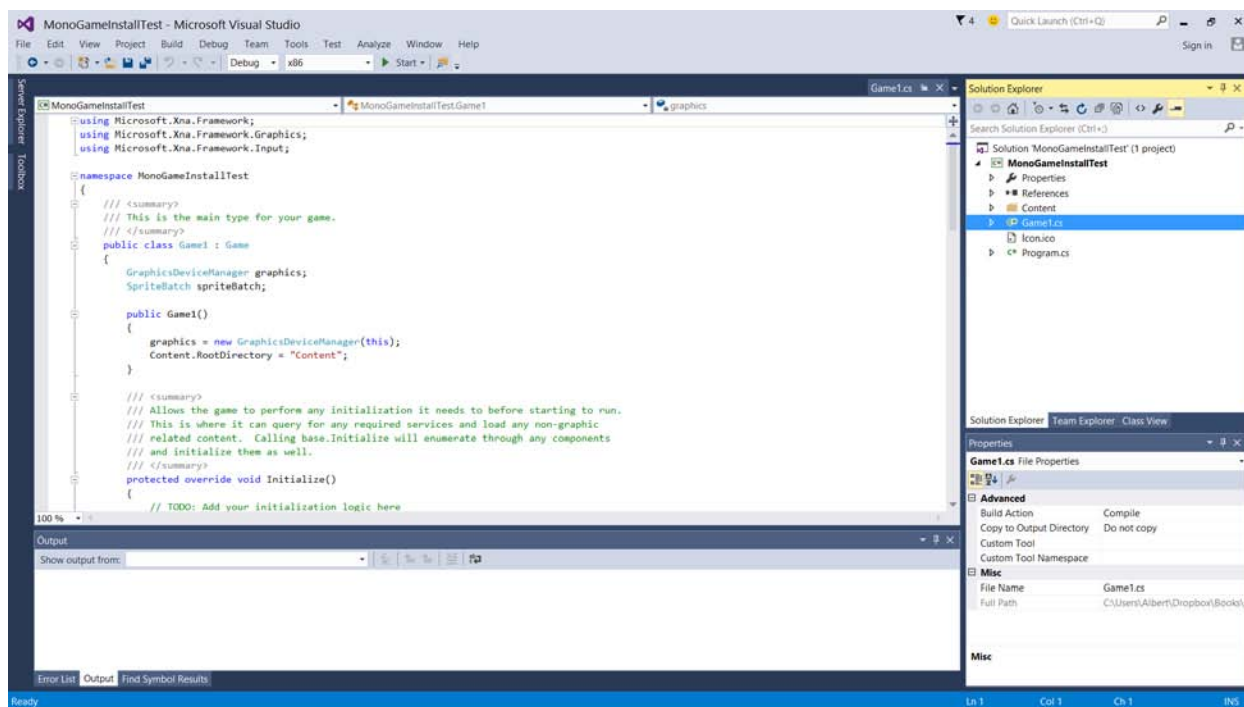 MonoGameInstallTest - Microsoft Visual Studio
4
Quick Launch (Ctrl+Q)
File Edit View Project Build Debug Team Tools Test Analyze Window Help
Sign in
Debug x86 Start
Server Explorer
Toolbox
Game1.cs
MonoGameInstallTest MonoGameInstallTest.Game1 graphics
using Microsoft.Xna.Framework;
using Microsoft.Xna.Framework.Graphics;
using Microsoft.Xna.Framework.Input;
namespace MonoGameInstallTest
{
/// <summary>
/// This is the main type for your game.
/// </summary>
public class Game1 : Game
{
GraphicsDeviceManager graphics;
SpriteBatch spriteBatch;
public Game1()
{
graphics = new GraphicsDeviceManager(this);
Content.RootDirectory = "Content";
}
/// <summary>
/// Allows the game to perform any initialization it needs to before starting to run.
/// This is where it can query for any required services and load any non-graphic
/// related content.  Calling base.Initialize will enumerate through any components
/// and initialize them as well.
/// </summary>
protected override void Initialize()
{
// TODO: Add your initialization logic here
100 %
Output
Show output from:
Error List Output Find Symbol Results
Solution Explorer
Search Solution Explorer (Ctrl+;)
Solution 'MonoGameInstallTest' (1 project)
MonoGameInstallTest
Properties
References
Content
Game1.cs
Icon.ico
Program.cs
Solution Explorer Team Explorer Class View
Properties
Game1.cs File Properties
Advanced
Build Action Compile
Copy to Output Directory Do not copy
Custom Tool
Custom Tool Namespace
Misc
File Name Game1.cs
Full Path C:\Users\Albert\Dropbox\Books\
Misc
Ready Ln 1 Col 1 Ch 1 INS